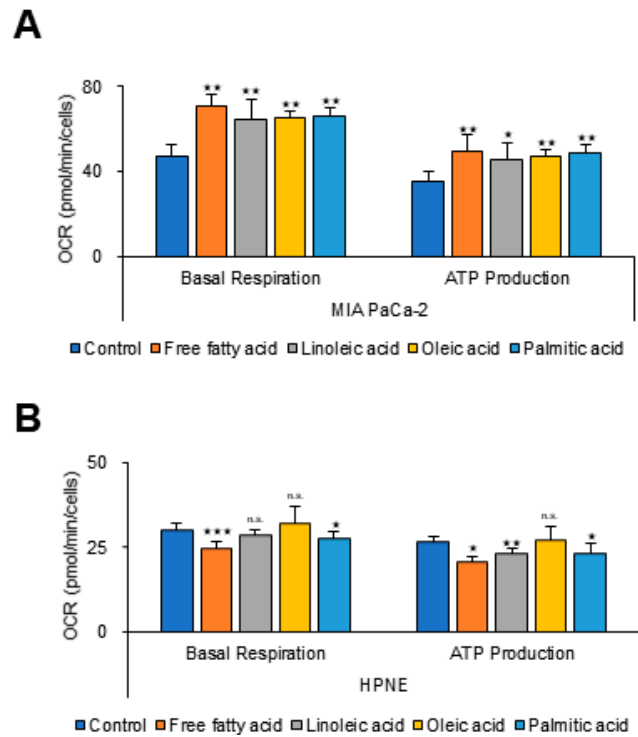 A
OCR (pmol/min/cells)
80
40
0
** ** ** **
** * ** **
Basal Respiration ATP Production
MIA PaCa-2
Control Free fatty acid Linoleic acid Oleic acid Palmitic acid
B
OCR (pmol/min/cells)
50
25
0
*** n.s. n.s. *
* ** n.s. *
Basal Respiration ATP Production
HPNE
Control Free fatty acid Linoleic acid Oleic acid Palmitic acid